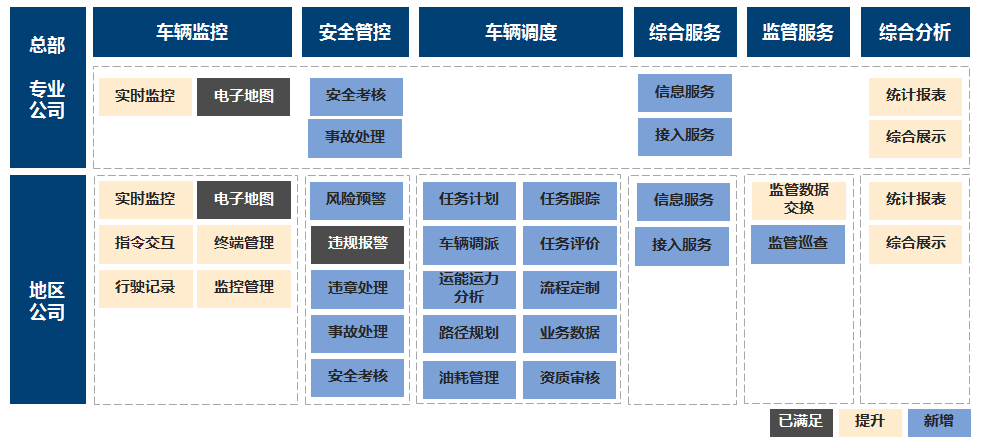 总部
专业
公司
车辆监控
安全管控
车辆调度
综合服务
监管服务
综合分析
实时监控
电子地图
安全考核
事故处理
信息服务
接入服务
统计报表
综合展示
地区
公司
实时监控
电子地图
指令交互
终端管理
行驶记录
监控管理
风险预警
违规报警
违章处理
事故处理
安全考核
任务计划
任务跟踪
车辆调派
任务评价
运能运力
分析
流程定制
路径规划
业务数据
油耗管理
资质审核
信息服务
接入服务
监管数据
交换
监管巡查
统计报表
综合展示
已满足
提升
新增